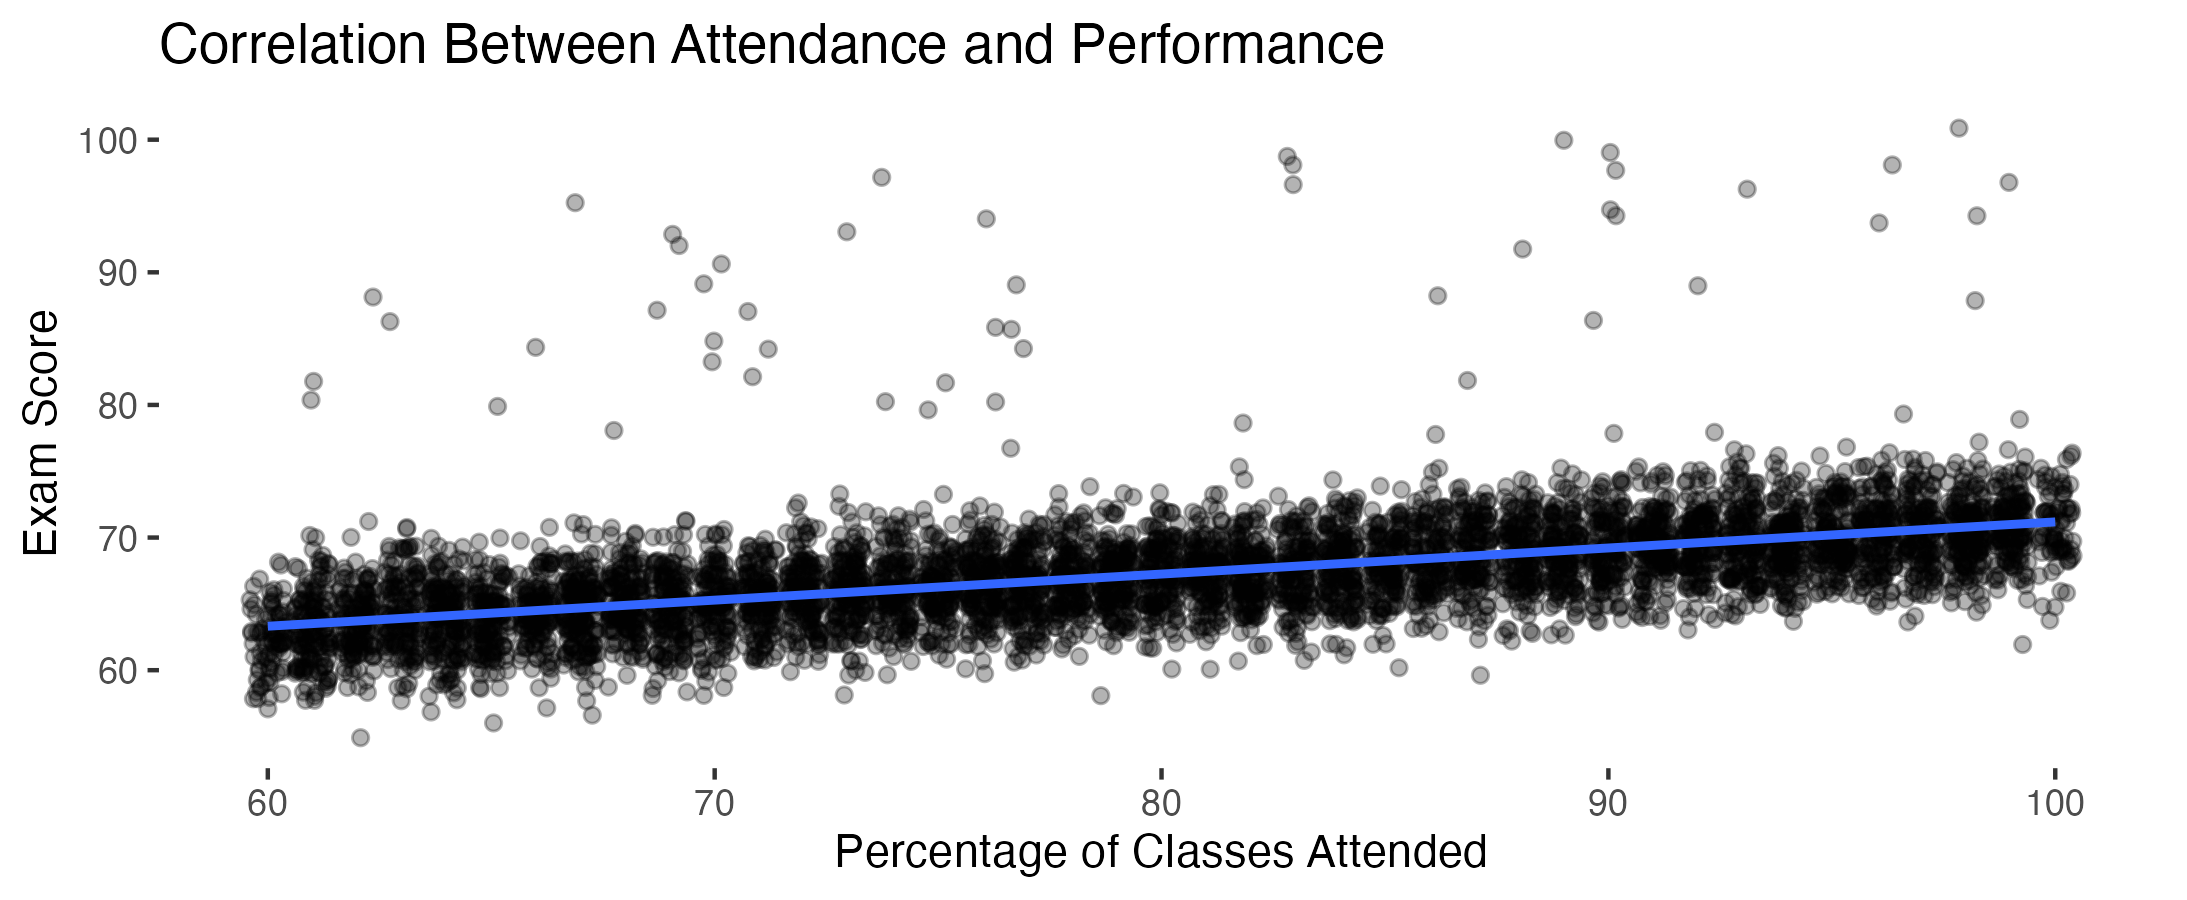 Correlation Between Attendance and Performance
100
90
80
70
60
Exam Score
60 70 80 90 100
Percentage of Classes Attended